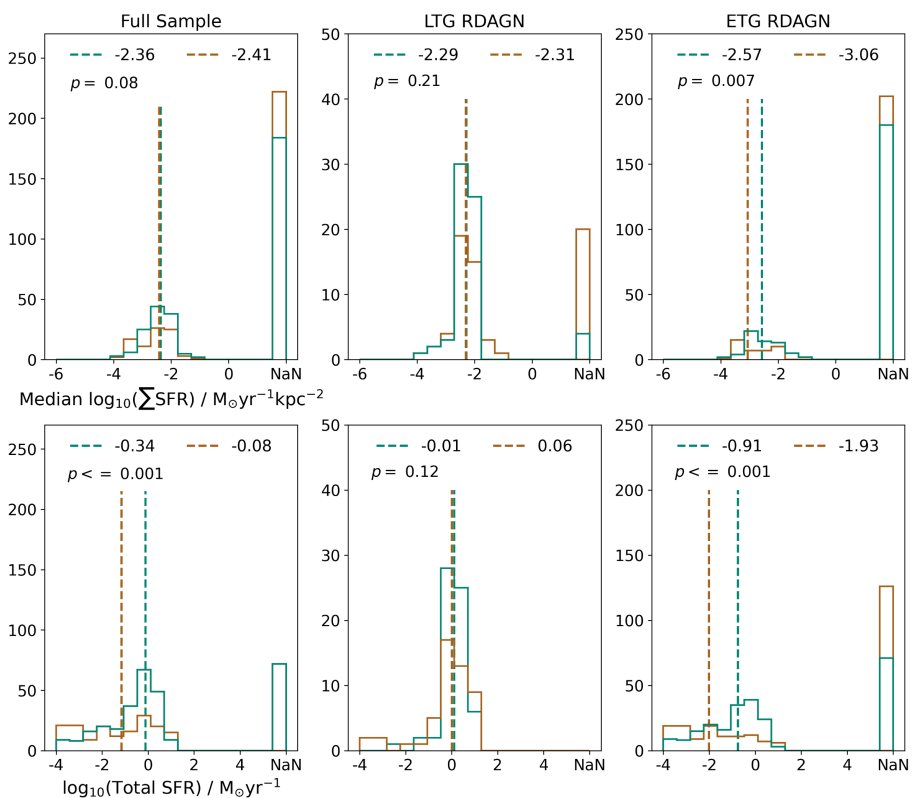 Full Sample
LTG RDAGN
ETG RDAGN
-2.36 -2.41
p = 0.08
250
200
150
100
50
0
-6 -4 -2 0 NaN
-2.29 -2.31
p = 0.21
50
40
30
20
10
0
-6 -4 -2 0 NaN
-2.57 -3.06
p = 0.007
250
200
150
100
50
0
-6 -4 -2 0 NaN
Median log₁₀(∑SFR) / M⊙yr⁻¹kpc⁻²
-0.34 -0.08
p <= 0.001
250
200
150
100
50
0
-4 -2 0 2 4 NaN
-0.01 0.06
p = 0.12
50
40
30
20
10
0
-4 -2 0 2 4 NaN
-0.91 -1.93
p <= 0.001
250
200
150
100
50
0
-4 -2 0 2 4 NaN
log₁₀(Total SFR) / M⊙yr⁻¹